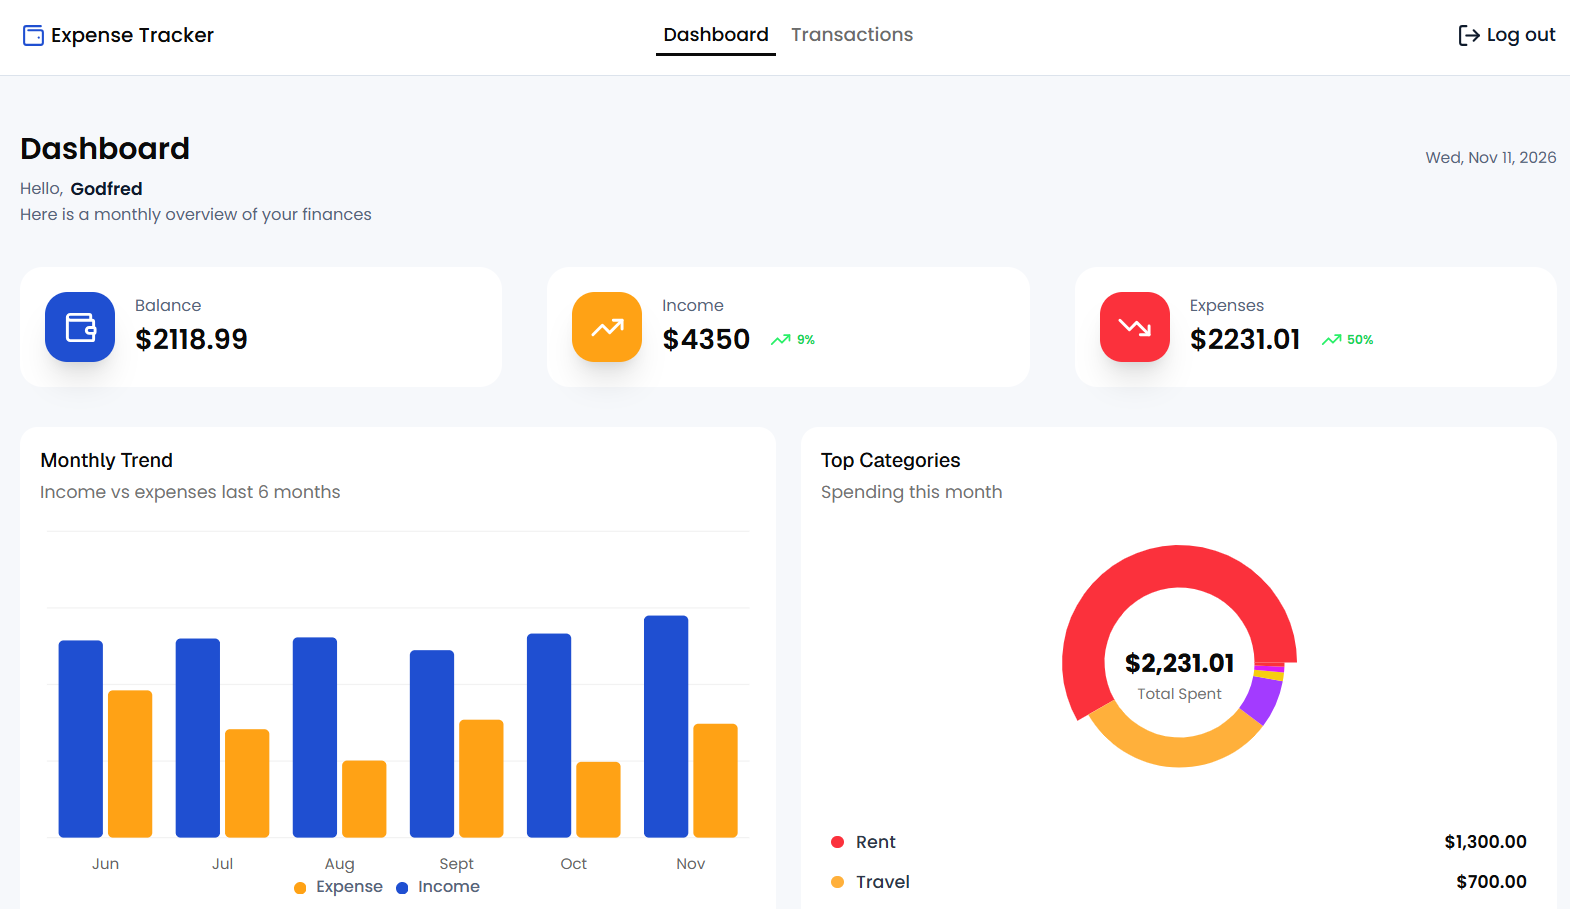 Expense Tracker
Dashboard
Transactions
Log out
Dashboard
Wed, Nov 11, 2026
Hello, Godfred
Here is a monthly overview of your finances
Balance
$2118.99
Income
$4350 9%
Expenses
$2231.01 50%
Monthly Trend
Income vs expenses last 6 months
Jun Jul Aug Sept Oct Nov
Expense Income
Top Categories
Spending this month
$2,231.01
Total Spent
Rent $1,300.00
Travel $700.00